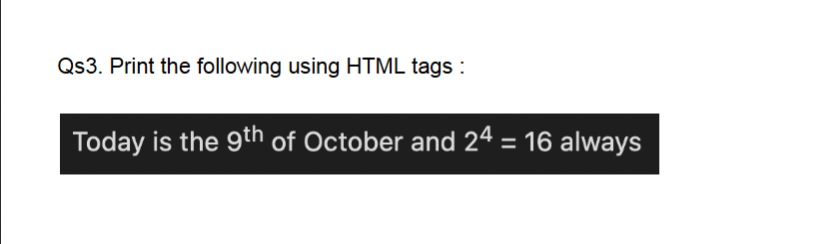 Qs3. Print the following using HTML tags :
Today is the 9th of October and 2⁴ = 16 always